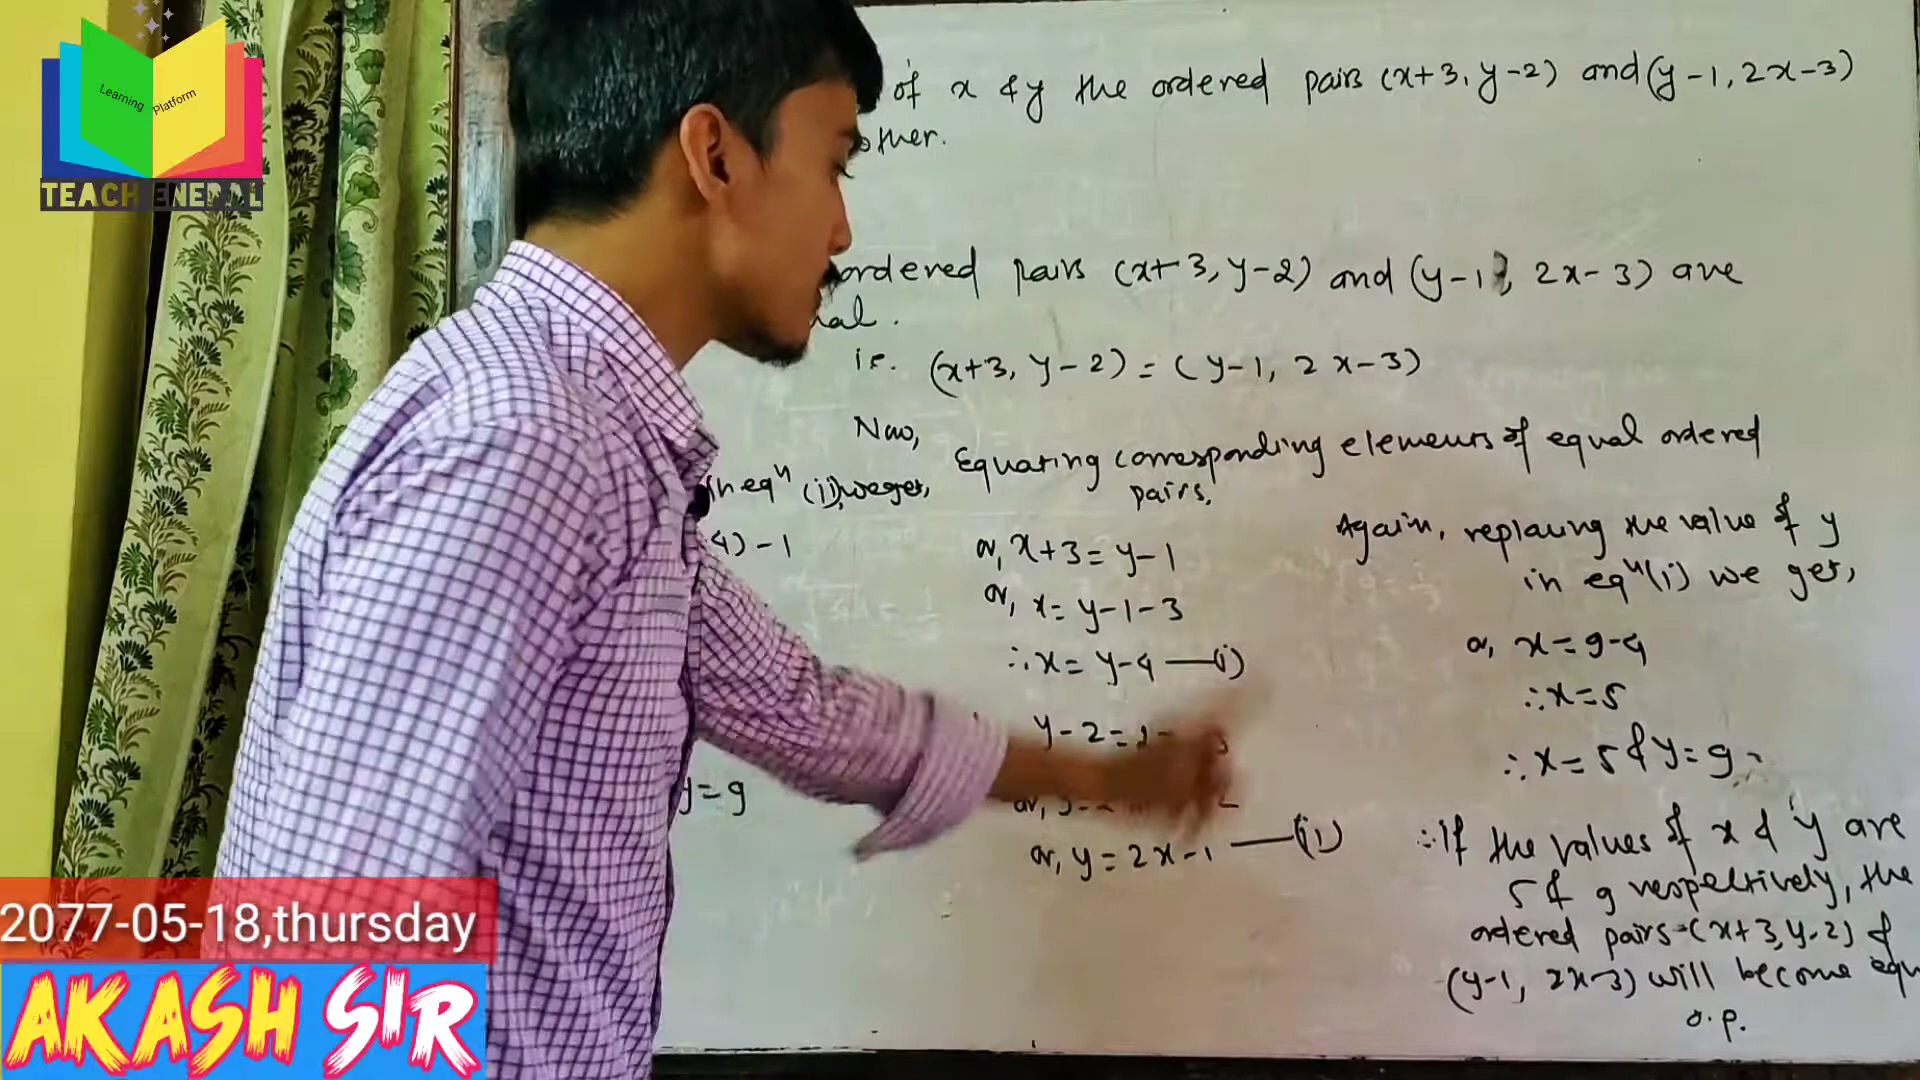 Learning Platform
TEACH ENEPAL
of x & y the ordered pairs (x+3, y-2) and (y-1, 2x-3)
other.
ordered pairs (x+3, y-2) and (y-1, 2x-3) are
ie. (x+3, y-2) = (y-1, 2x-3)
Now,
Equating corresponding elements of equal ordered
pairs,
in eqⁿ (ii), we get,
4) - 1
y = 9
or, x+3 = y-1
or, x = y-1-3
∴ x = y-4 —(i)
y-2 =
or, y = 2x-1 —(ii)
Again, replacing the value of y
in eqⁿ(i) we get,
or, x = 9-4
∴ x = 5
∴ x = 5 & y = 9
∴ If the values of x & y are
5 & 9 respectively, the
ordered pairs (x+3, y-2) &
(y-1, 2x-3) will become
o.p.
2077-05-18,thursday
AKASH SIR